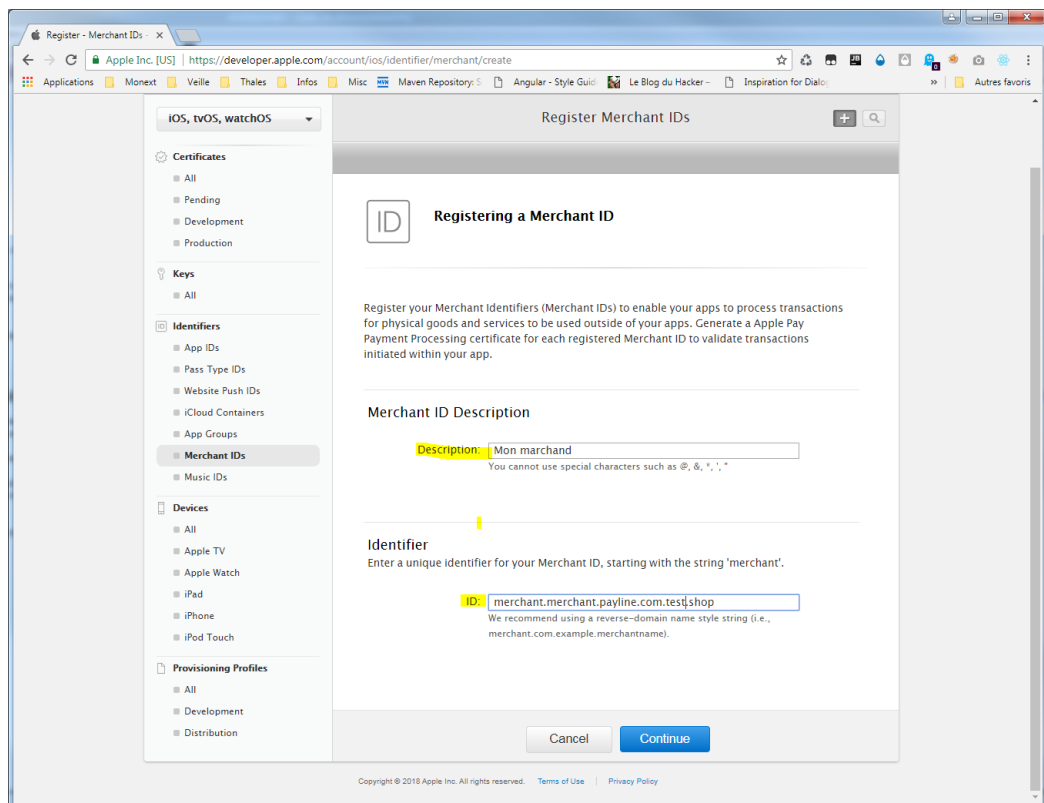 Register - Merchant IDs -
Apple Inc. [US] | https://developer.apple.com/account/ios/identifier/merchant/create
Applications Monext Veille Thales Infos Misc Maven Repository: S Angular - Style Guid Le Blog du Hacker – Inspiration for Dialog » Autres favoris
iOS, tvOS, watchOS
Register Merchant IDs
Certificates
All
Pending
Development
Production
Keys
All
Identifiers
App IDs
Pass Type IDs
Website Push IDs
iCloud Containers
App Groups
Merchant IDs
Music IDs
Devices
All
Apple TV
Apple Watch
iPad
iPhone
iPod Touch
Provisioning Profiles
All
Development
Distribution
ID
Registering a Merchant ID
Register your Merchant Identifiers (Merchant IDs) to enable your apps to process transactions
for physical goods and services to be used outside of your apps. Generate a Apple Pay
Payment Processing certificate for each registered Merchant ID to validate transactions
initiated within your app.
Merchant ID Description
Description: Mon marchand
You cannot use special characters such as @, &, *, ', "
Identifier
Enter a unique identifier for your Merchant ID, starting with the string 'merchant'.
ID: merchant.merchant.payline.com.test.shop
We recommend using a reverse-domain name style string (i.e.,
merchant.com.example.merchantname).
Cancel Continue
Copyright © 2018 Apple Inc. All rights reserved. Terms of Use | Privacy Policy